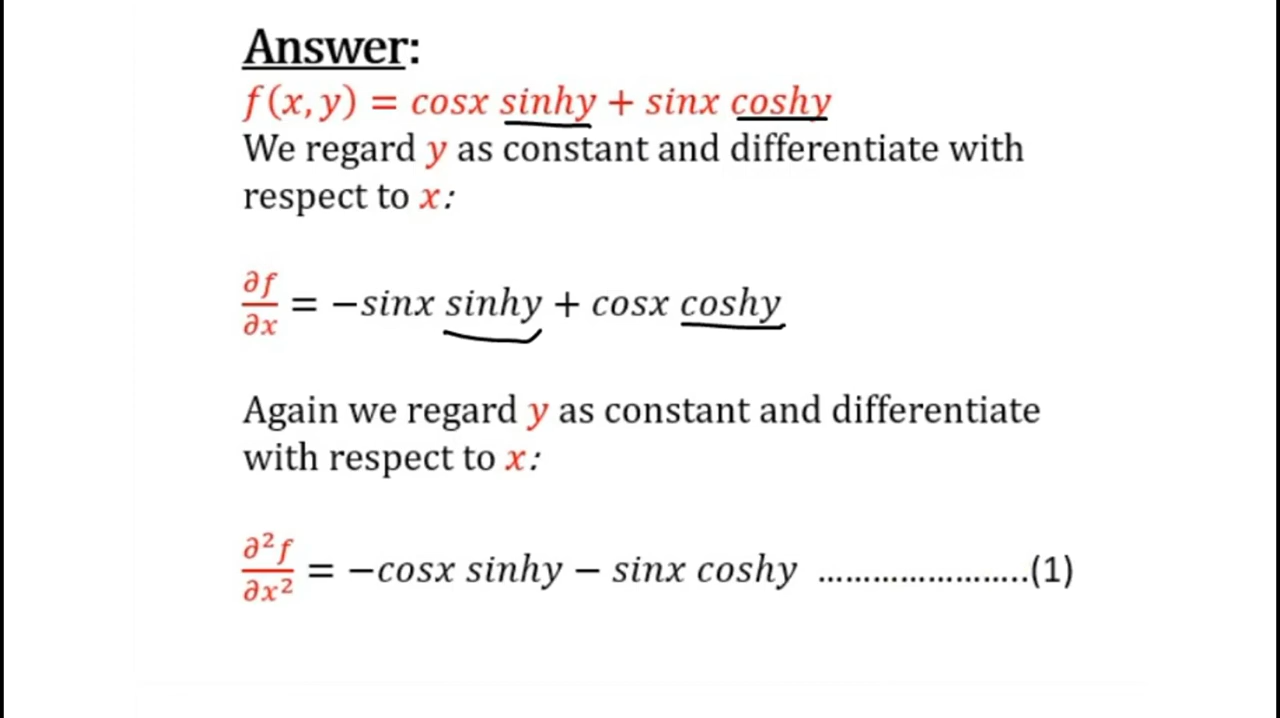 Answer:
f(x, y) = cosx sinhy + sinx coshy
We regard y as constant and differentiate with
respect to x:
∂f/∂x = −sinx sinhy + cosx coshy
Again we regard y as constant and differentiate
with respect to x:
∂²f/∂x² = −cosx sinhy − sinx coshy .......................(1)